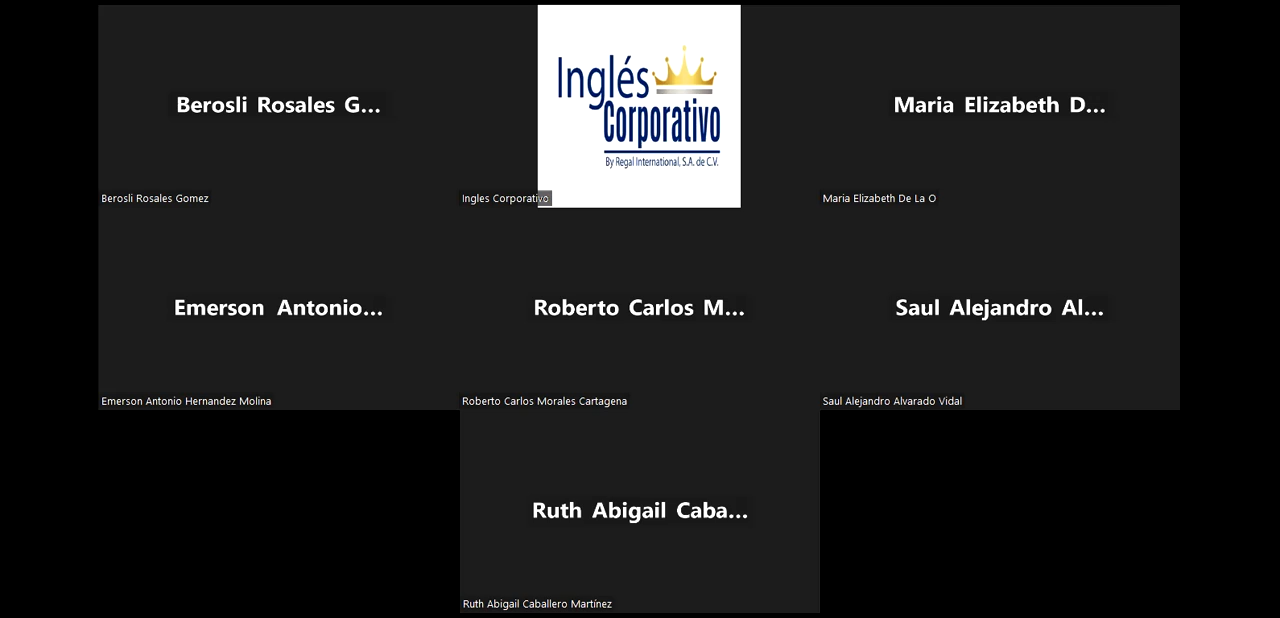 Berosli Rosales G...
Berosli Rosales Gomez
Inglés
Corporativo
By Regal International, S.A. de C.V.
Ingles Corporativo
Maria Elizabeth D...
Maria Elizabeth De La O
Emerson Antonio...
Emerson Antonio Hernandez Molina
Roberto Carlos M...
Roberto Carlos Morales Cartagena
Saul Alejandro Al...
Saul Alejandro Alvarado Vidal
Ruth Abigail Caba...
Ruth Abigail Caballero Martínez